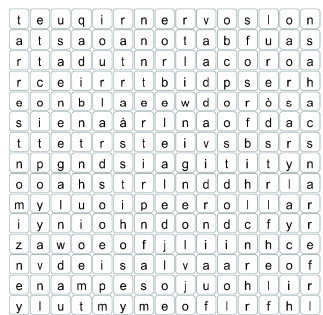 t e u q i r n e r v o s l o n
a t s a o a n o t a b f u a s
r t a d u t n r l a c o r o a
r c e i r r t b i d p s e r h
e o n b l a e e w d o r ò s a
s i e n a à r l n a o f d a c
t t e t r s t e i v s b s r s
n p g n d s i a g i t i t y n
o o a h s t r l n d d h r l a
m y l u o i p e e r o l l a r
i y n i o h n d o n d c f y r
z a w o e o f j l i i n h c e
n v d e i s a l v a a r e o f
e n a m p e s o j u o h l i r
y l u t m y m e o f l r f h l